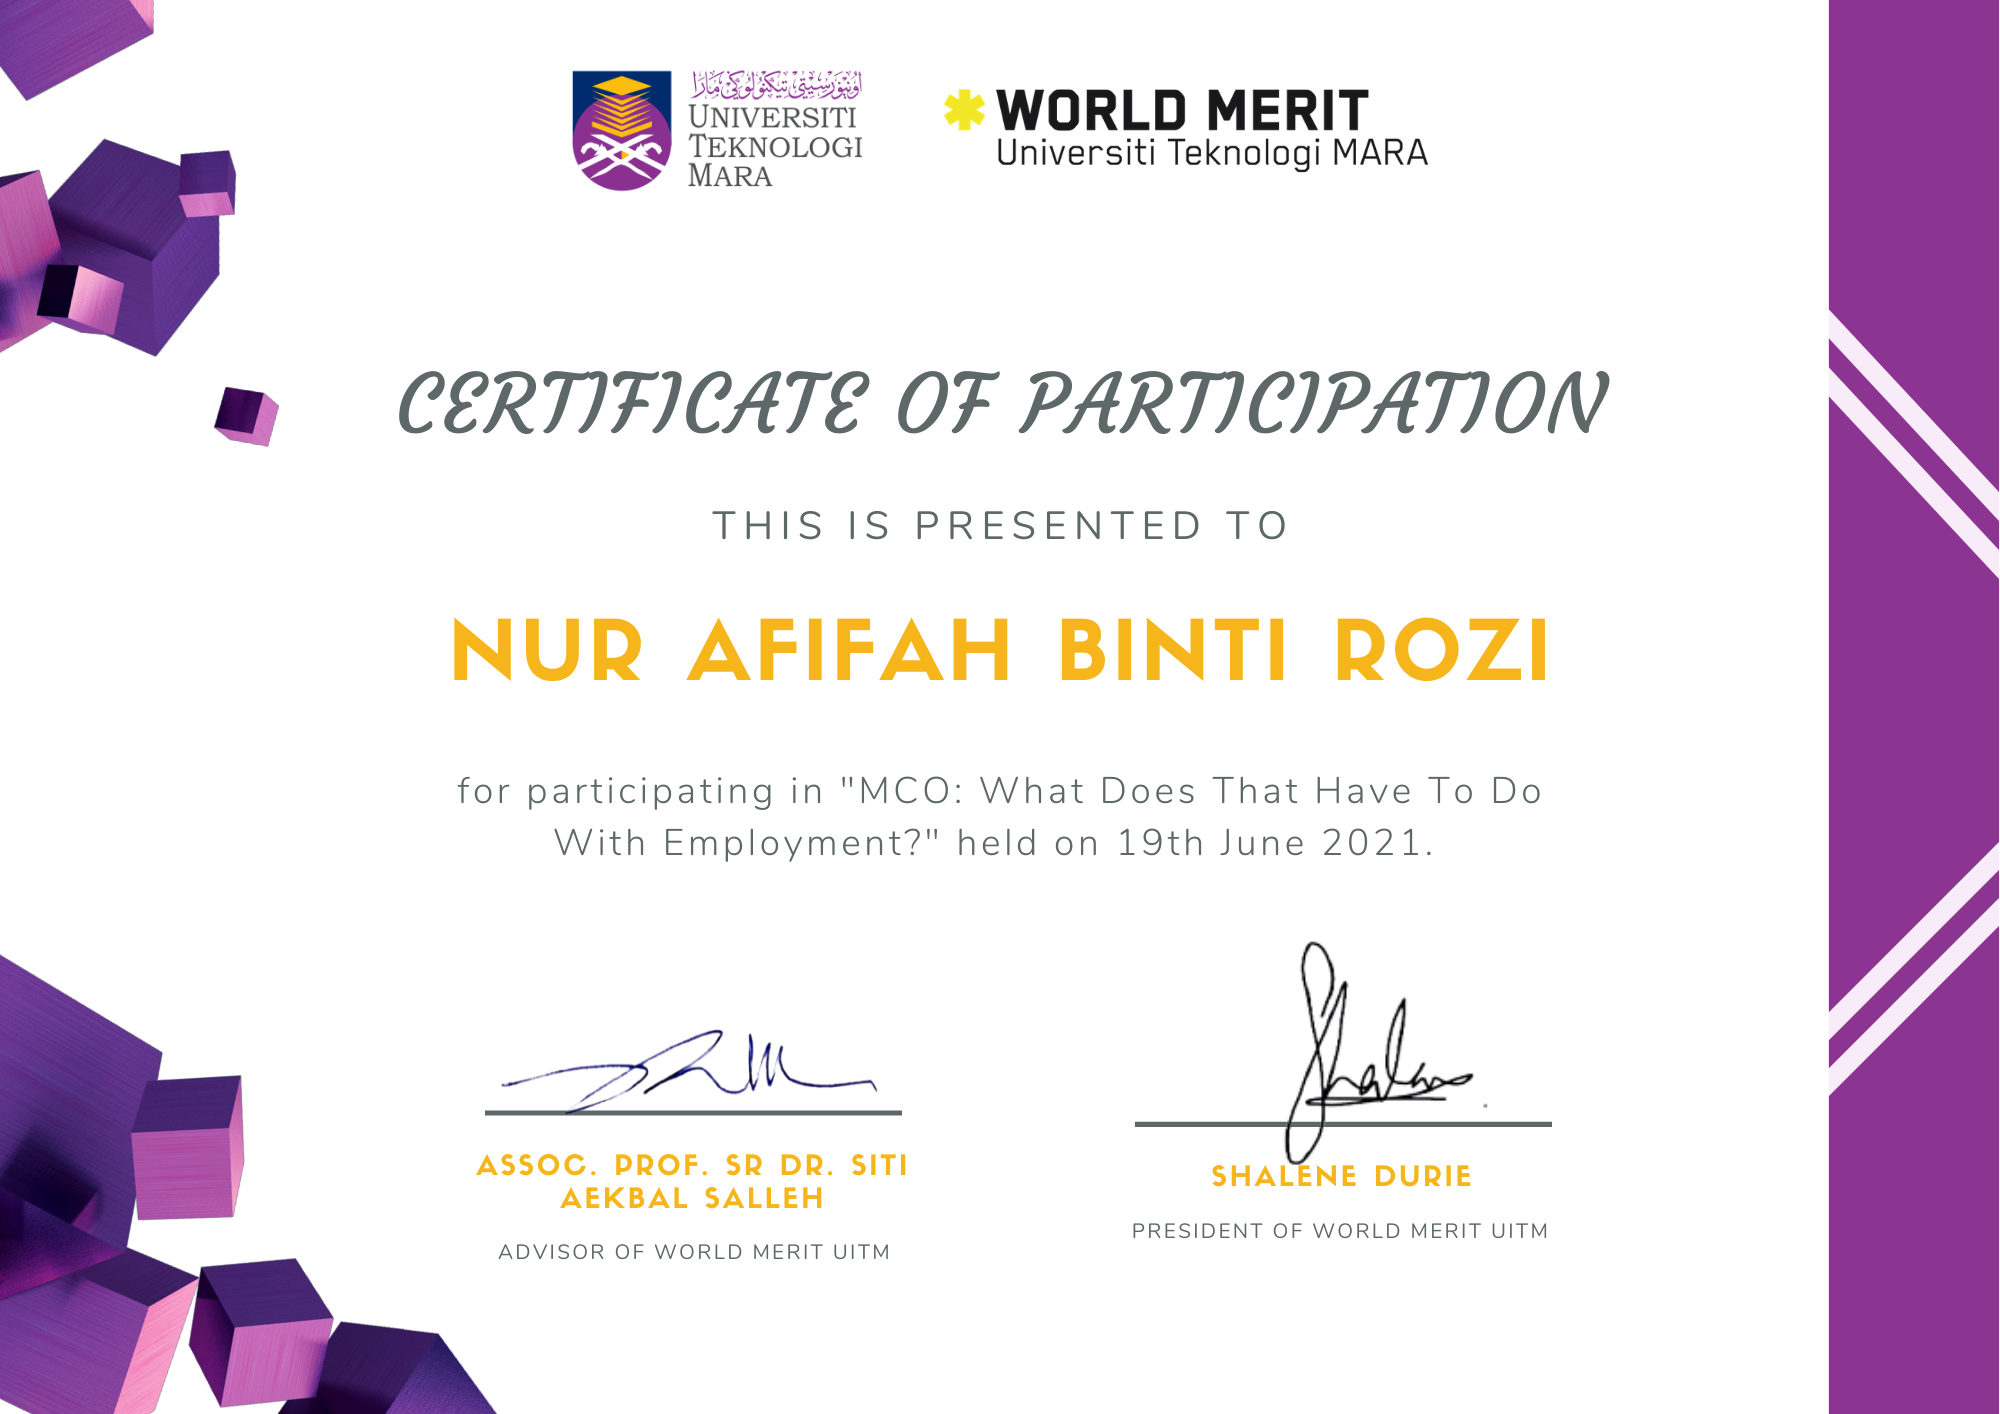 اونيۏرسيتي تيكنولوݢي مارا
UNIVERSITI
TEKNOLOGI
MARA
WORLD MERIT
Universiti Teknologi MARA
CERTIFICATE OF PARTICIPATION
THIS IS PRESENTED TO
NUR AFIFAH BINTI ROZI
for participating in "MCO: What Does That Have To Do
With Employment?" held on 19th June 2021.
Shalene
ASSOC. PROF. SR DR. SITI
AEKBAL SALLEH
ADVISOR OF WORLD MERIT UITM
SHALENE DURIE
PRESIDENT OF WORLD MERIT UITM